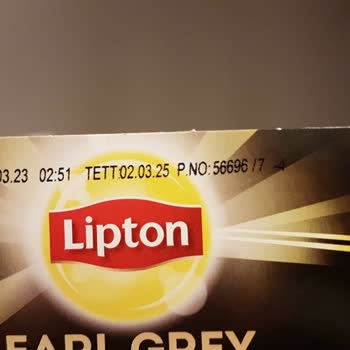 03.23 02:51 TETT:02.03.25 P.NO: 56696 /7 -4
Lipton
EARL GREY